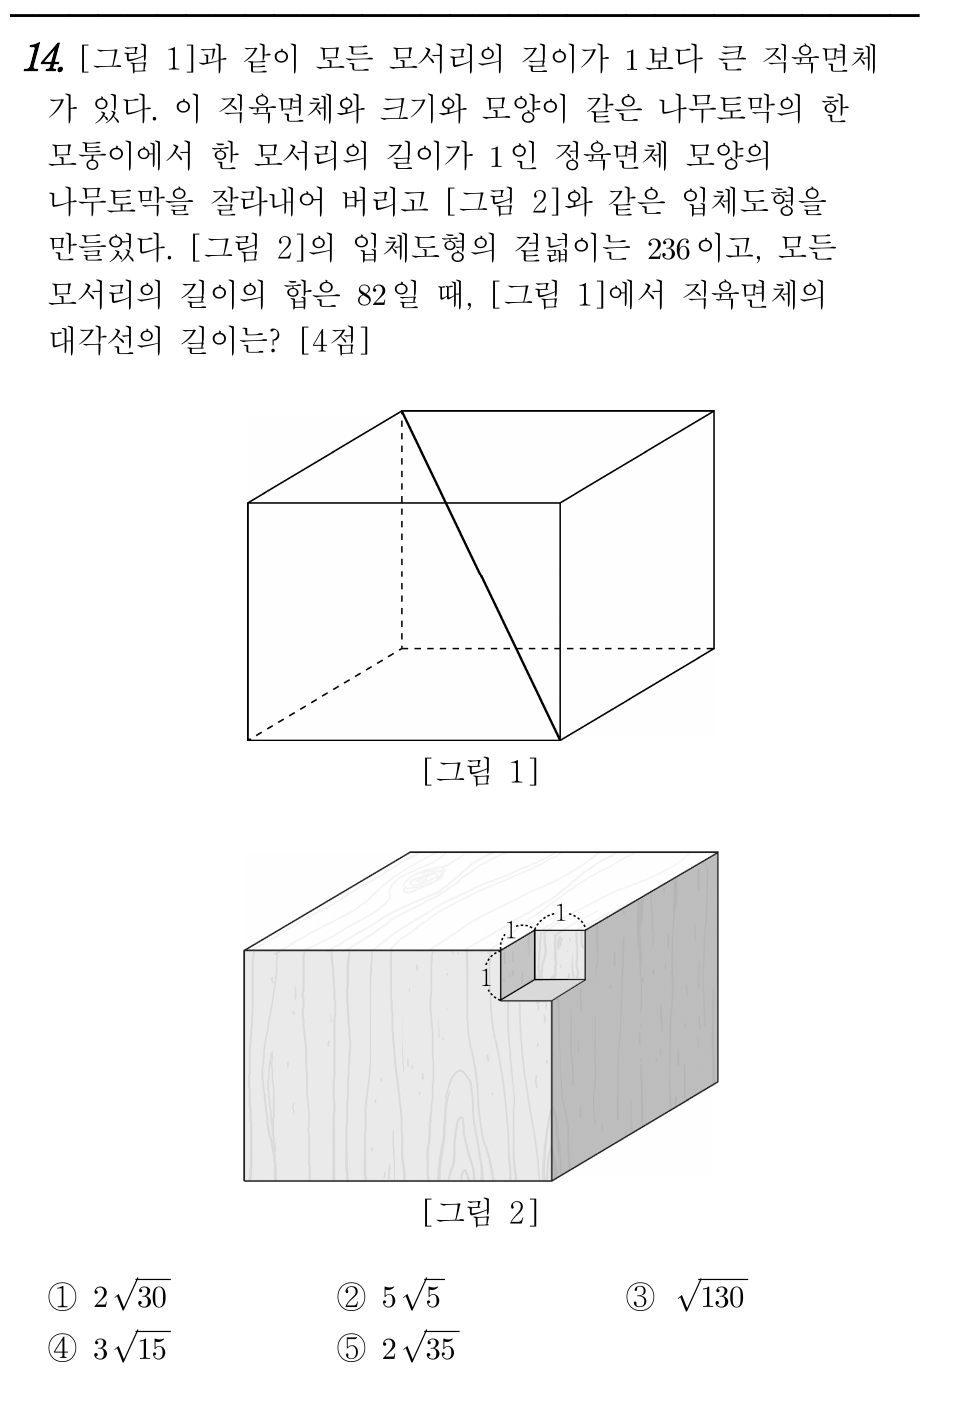 14. [그림 1]과 같이 모든 모서리의 길이가 1보다 큰 직육면체
가 있다. 이 직육면체와 크기와 모양이 같은 나무토막의 한
모퉁이에서 한 모서리의 길이가 1인 정육면체 모양의
나무토막을 잘라내어 버리고 [그림 2]와 같은 입체도형을
만들었다. [그림 2]의 입체도형의 겉넓이는 236이고, 모든
모서리의 길이의 합은 82일 때, [그림 1]에서 직육면체의
대각선의 길이는? [4점]
[그림 1]
1
1
1
[그림 2]
① 2√30 ② 5√5 ③ √130
④ 3√15 ⑤ 2√35